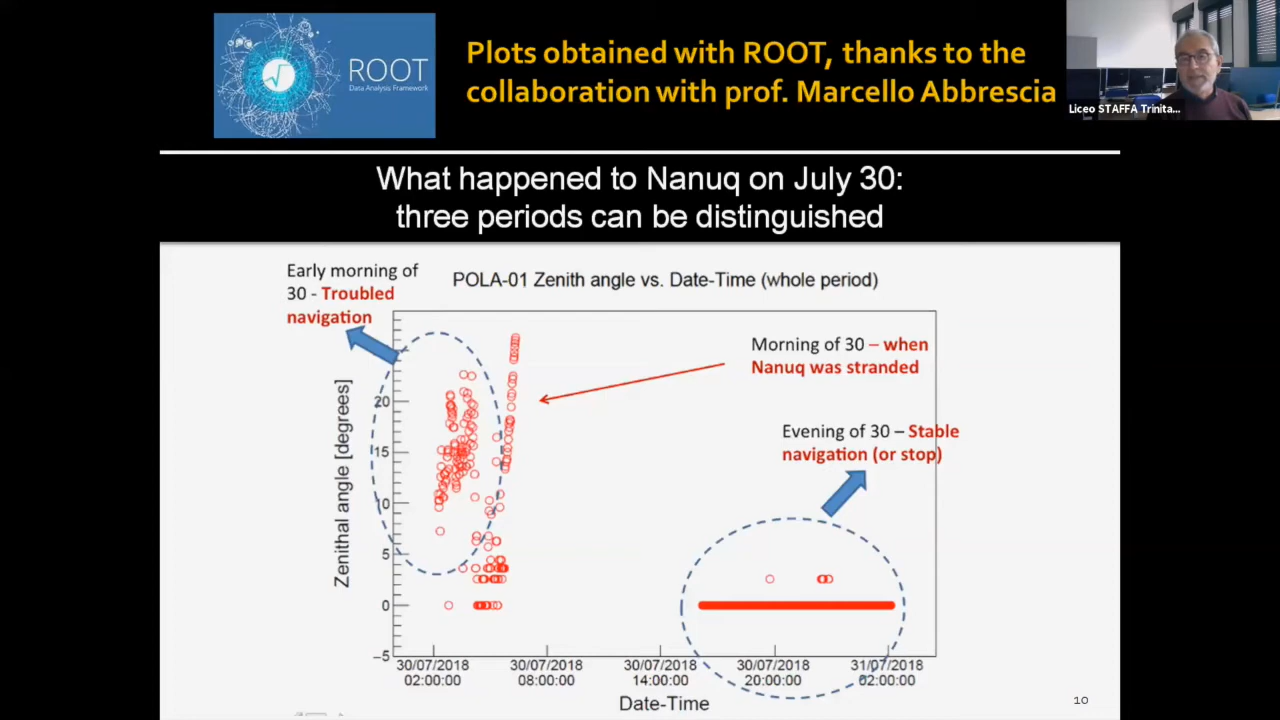 ROOT
Data Analysis Framework
Plots obtained with ROOT, thanks to the
collaboration with prof. Marcello Abbrescia
Liceo STAFFA Trinita...
What happened to Nanuq on July 30:
three periods can be distinguished
Early morning of
30 - Troubled
navigation
POLA-01 Zenith angle vs. Date-Time (whole period)
Morning of 30 – when
Nanuq was stranded
Evening of 30 – Stable
navigation (or stop)
Zenithal angle [degrees]
20
15
10
5
0
−5
30/07/2018
02:00:00
30/07/2018
08:00:00
30/07/2018
14:00:00
30/07/2018
20:00:00
31/07/2018
02:00:00
Date-Time
10